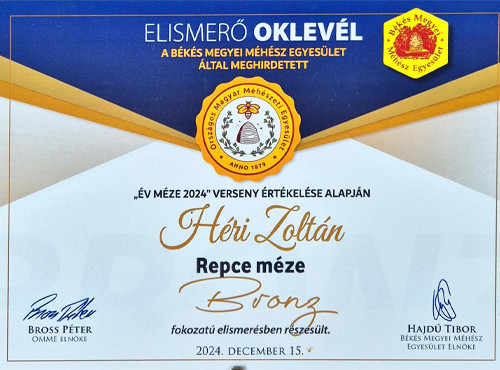 ELISMERŐ OKLEVÉL
A BÉKÉS MEGYEI MÉHÉSZ EGYESÜLET
ÁLTAL MEGHIRDETETT
Békés Megyei
Méhész Egyesület
Országos Magyar Méhészeti Egyesület
ANNO 1879
„ÉV MÉZE 2024” VERSENY ÉRTÉKELÉSE ALAPJÁN
Héri Zoltán
Repce méze
Bronz
fokozatú elismerésben részesült.
BROSS PÉTER
OMME ELNÖKE
HAJDÚ TIBOR
BÉKÉS MEGYEI MÉHÉSZ
EGYESÜLET ELNÖKE
2024. DECEMBER 15.